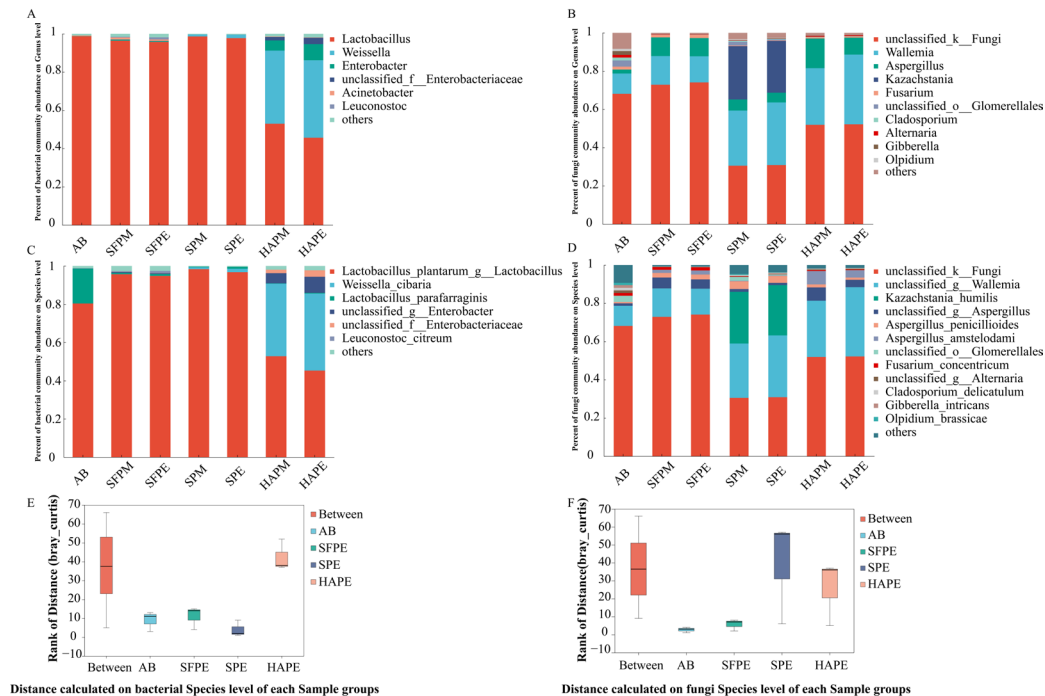 A
Percent of bacterial community abundance on Genus level
1
0.8
0.6
0.4
0.2
0
AB
SFPM
SFPE
SPM
SPE
HAPM
HAPE
Lactobacillus
Weissella
Enterobacter
unclassified_f__Enterobacteriaceae
Acinetobacter
Leuconostoc
others
B
Percent of fungi community abundance on Genus level
1
0.8
0.6
0.4
0.2
0
AB
SFPM
SFPE
SPM
SPE
HAPM
HAPE
unclassified_k__Fungi
Wallemia
Aspergillus
Kazachstania
Fusarium
unclassified_o__Glomerellales
Cladosporium
Alternaria
Gibberella
Olpidium
others
C
Percent of bacterial community abundance on Species level
1
0.8
0.6
0.4
0.2
0
AB
SFPM
SFPE
SPM
SPE
HAPM
HAPE
Lactobacillus_plantarum_g__Lactobacillus
Weissella_cibaria
Lactobacillus_parafarraginis
unclassified_g__Enterobacter
unclassified_f__Enterobacteriaceae
Leuconostoc_citreum
others
D
Percent of fungi community abundance on Species level
1
0.8
0.6
0.4
0.2
0
AB
SFPM
SFPE
SPM
SPE
HAPM
HAPE
unclassified_k__Fungi
unclassified_g__Wallemia
Kazachstania_humilis
unclassified_g__Aspergillus
Aspergillus_penicillioides
Aspergillus_amstelodami
unclassified_o__Glomerellales
Fusarium_concentricum
unclassified_g__Alternaria
Cladosporium_delicatulum
Gibberella_intricans
Olpidium_brassicae
others
E
Rank of Distance (bray_curtis)
70
60
50
40
30
20
10
0
−10
Between
AB
SFPE
SPE
HAPE
Between
AB
SFPE
SPE
HAPE
Distance calculated on bacterial Species level of each Sample groups
F
Rank of Distance(bray_curtis)
70
60
50
40
30
20
10
0
−10
Between
AB
SFPE
SPE
HAPE
Between
AB
SFPE
SPE
HAPE
Distance calculated on fungi Species level of each Sample groups